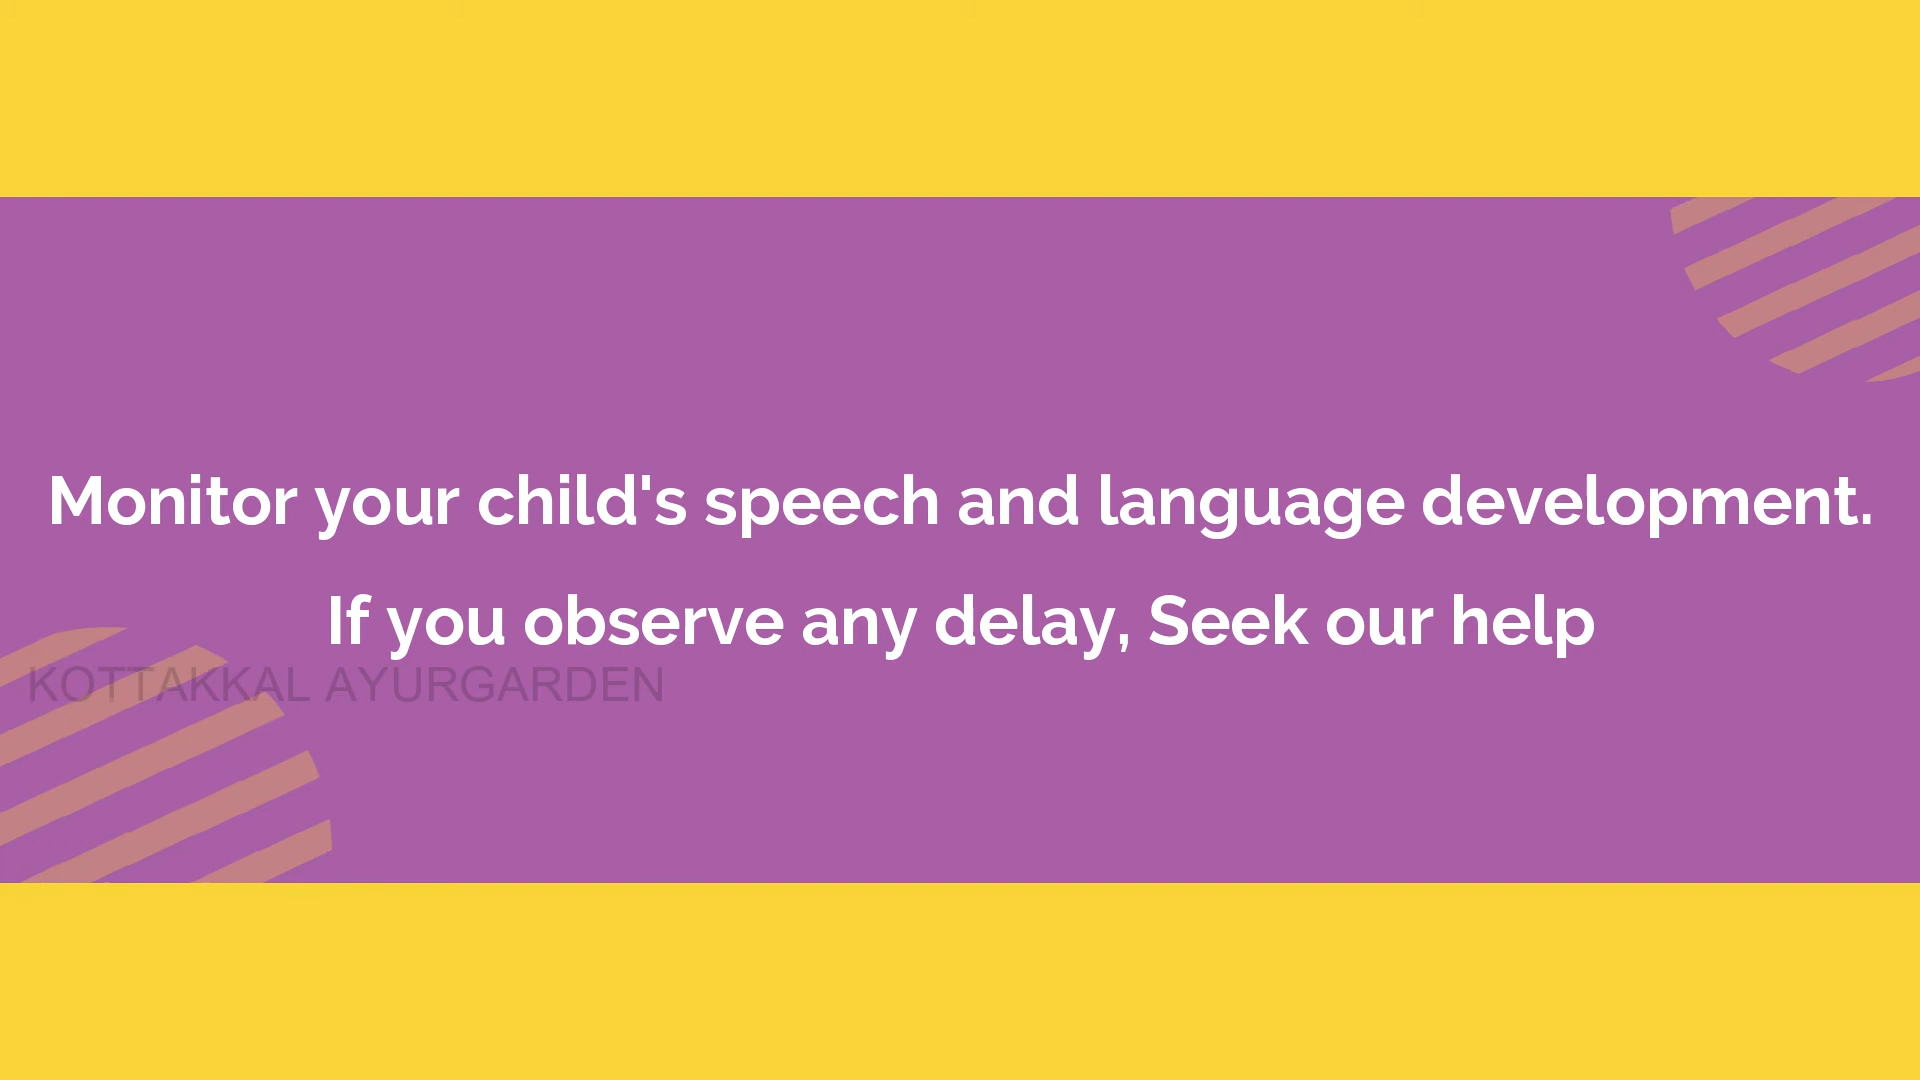 Monitor your child's speech and language development.
If you observe any delay, Seek our help
KOTTAKKAL AYURGARDEN